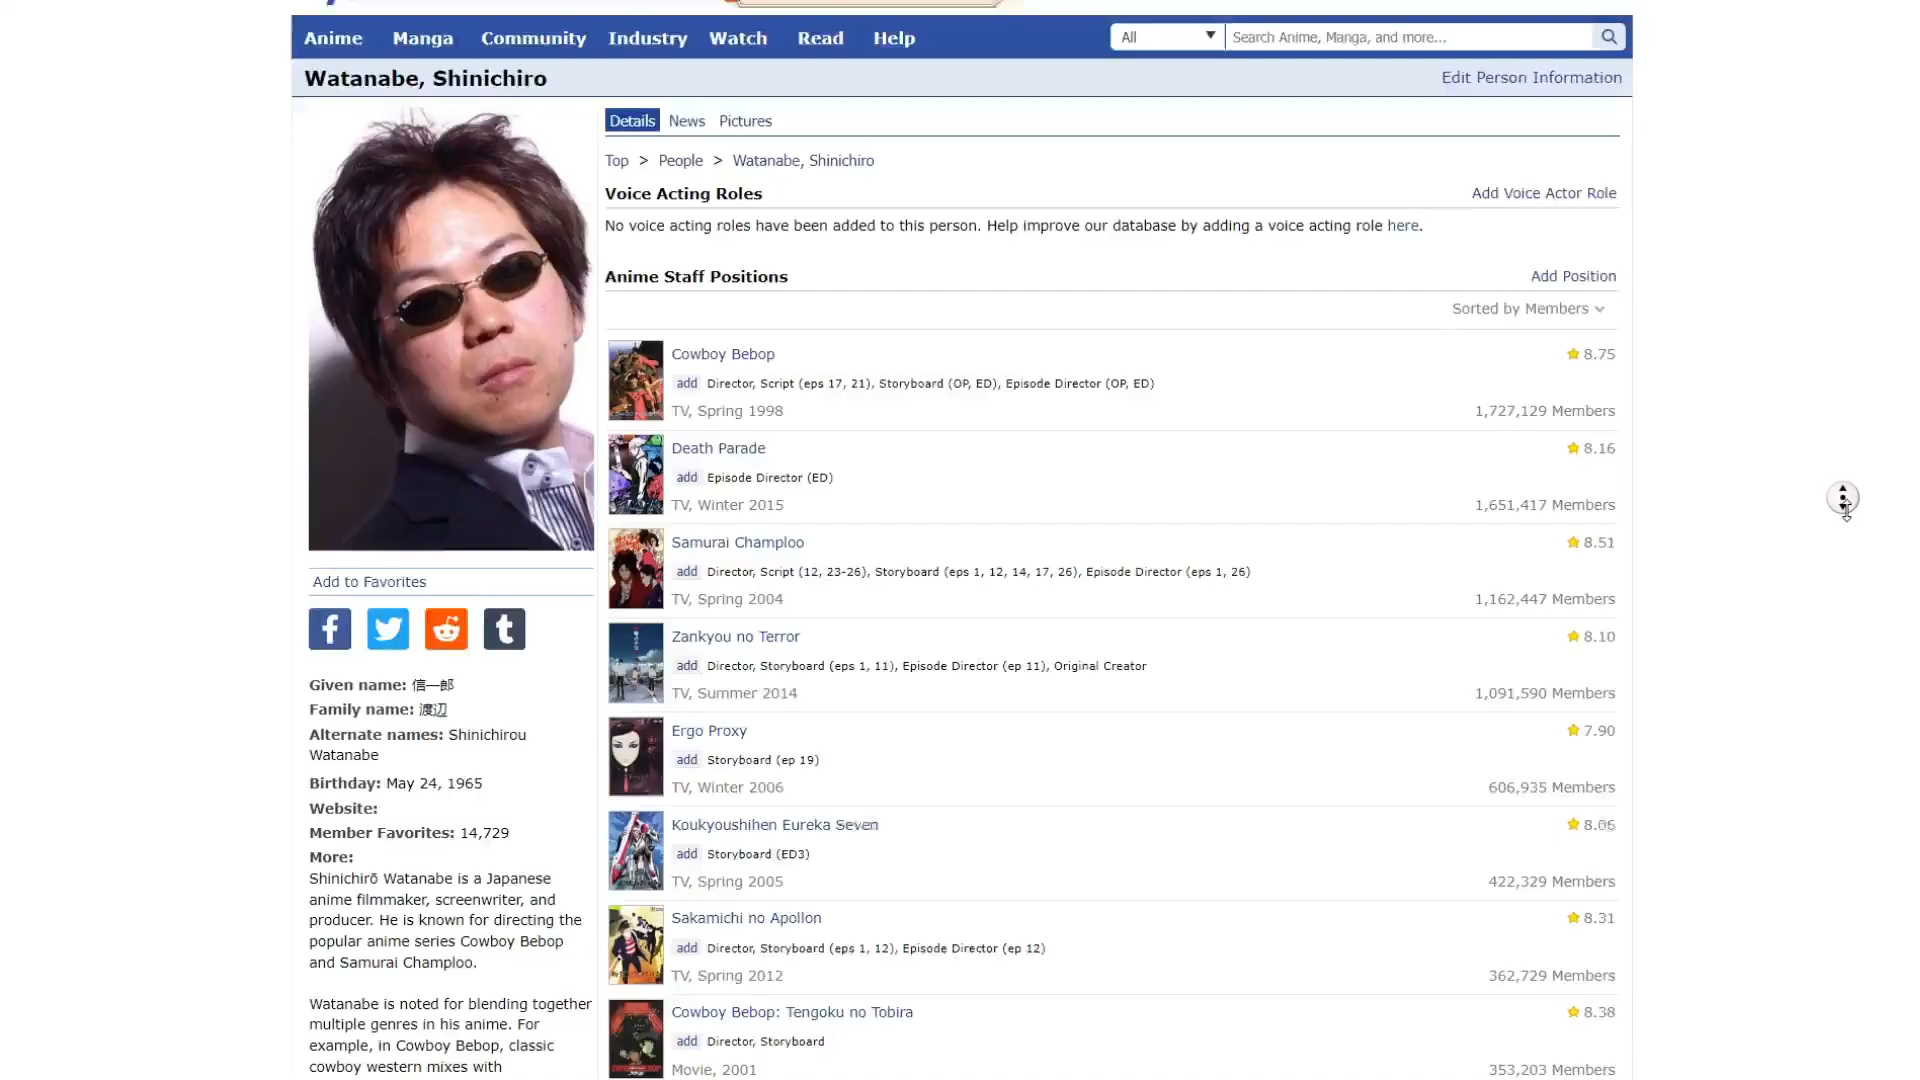 Anime Manga Community Industry Watch Read Help All Search Anime, Manga, and more...
Watanabe, Shinichiro Edit Person Information
Details News Pictures
Top > People > Watanabe, Shinichiro
Voice Acting Roles Add Voice Actor Role
No voice acting roles have been added to this person. Help improve our database by adding a voice acting role here.
Anime Staff Positions Add Position
Sorted by Members
Cowboy Bebop 8.75
add Director, Script (eps 17, 21), Storyboard (OP, ED), Episode Director (OP, ED)
TV, Spring 1998 1,727,129 Members
Death Parade 8.16
add Episode Director (ED)
TV, Winter 2015 1,651,417 Members
Samurai Champloo 8.51
add Director, Script (12, 23-26), Storyboard (eps 1, 12, 14, 17, 26), Episode Director (eps 1, 26)
TV, Spring 2004 1,162,447 Members
Zankyou no Terror 8.10
add Director, Storyboard (eps 1, 11), Episode Director (ep 11), Original Creator
TV, Summer 2014 1,091,590 Members
Ergo Proxy 7.90
add Storyboard (ep 19)
TV, Winter 2006 606,935 Members
Koukyoushihen Eureka Seven
add Storyboard (ED3)
TV, Spring 2005 422,329 Members
Sakamichi no Apollon 8.31
add Director, Storyboard (eps 1, 12), Episode Director (ep 12)
TV, Spring 2012 362,729 Members
Cowboy Bebop: Tengoku no Tobira 8.38
add Director, Storyboard
Movie, 2001 353,203 Members
Add to Favorites
Given name: 信一郎
Family name: 渡辺
Alternate names: Shinichirou
Watanabe
Birthday: May 24, 1965
Website:
Member Favorites: 14,729
More:
Shinichirō Watanabe is a Japanese
anime filmmaker, screenwriter, and
producer. He is known for directing the
popular anime series Cowboy Bebop
and Samurai Champloo.
Watanabe is noted for blending together
multiple genres in his anime. For
example, in Cowboy Bebop, classic
cowboy western mixes with